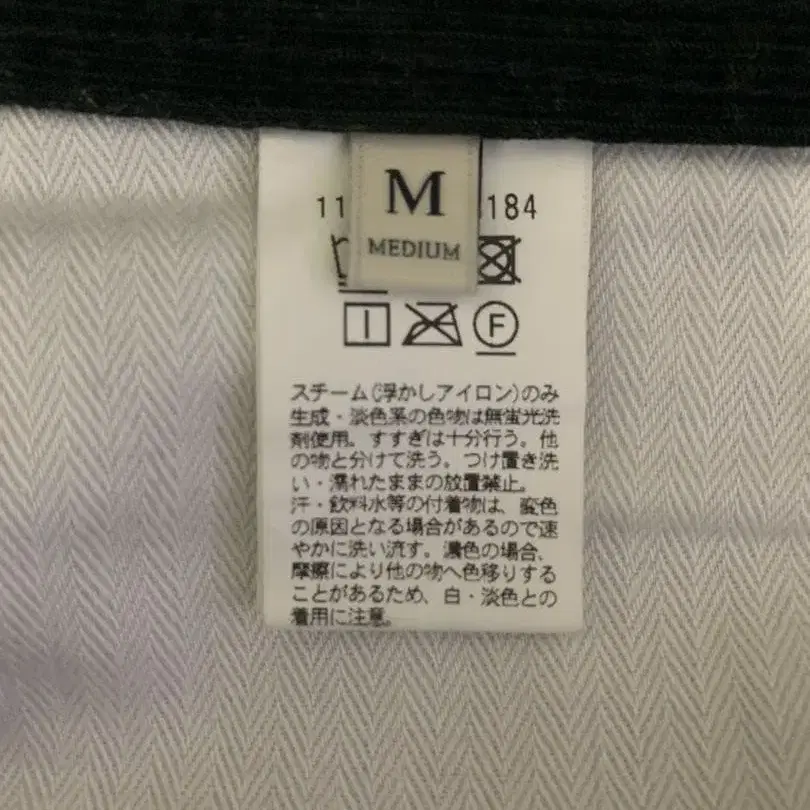 M
MEDIUM
11 184
F
スチーム(浮かしアイロン)のみ
生成・淡色系の色物は無蛍光洗
剤使用。すすぎは十分行う。他
の物と分けて洗う。つけ置き洗
い・濡れたままの放置禁止。
汗・飲料水等の付着物は、変色
の原因となる場合があるので速
やかに洗い流す。濃色の場合、
摩擦により他の物へ色移りする
ことがあるため、白・淡色との
着用に注意。